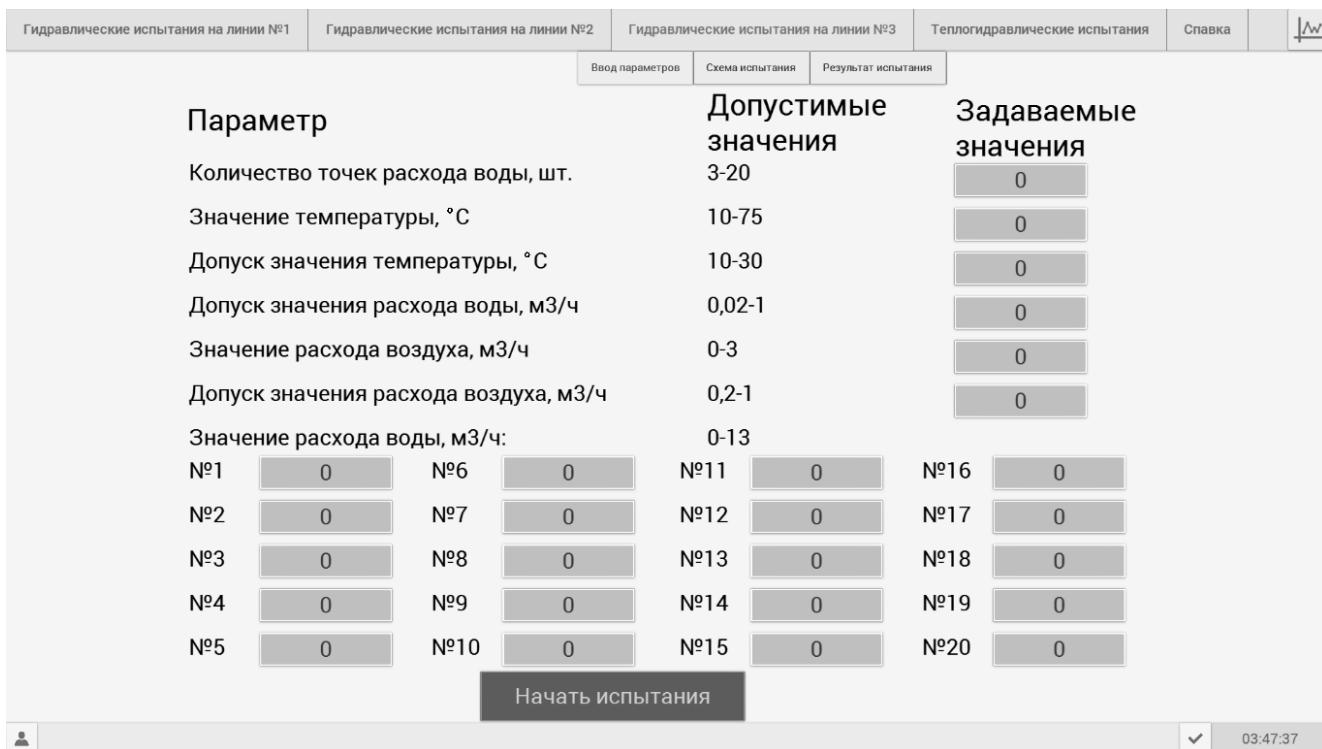 Гидравлические испытания на линии №1 Гидравлические испытания на линии №2 Гидравлические испытания на линии №3 Теплогидравлические испытания Справка
Ввод параметров Схема испытания Результат испытания
Параметр
Допустимые
значения
Задаваемые
значения
Количество точек расхода воды, шт. 3-20 0
Значение температуры, °С 10-75 0
Допуск значения температуры, °С 10-30 0
Допуск значения расхода воды, м3/ч 0,02-1 0
Значение расхода воздуха, м3/ч 0-3 0
Допуск значения расхода воздуха, м3/ч 0,2-1 0
Значение расхода воды, м3/ч: 0-13
№1 0 №6 0 №11 0 №16 0
№2 0 №7 0 №12 0 №17 0
№3 0 №8 0 №13 0 №18 0
№4 0 №9 0 №14 0 №19 0
№5 0 №10 0 №15 0 №20 0
Начать испытания
03:47:37